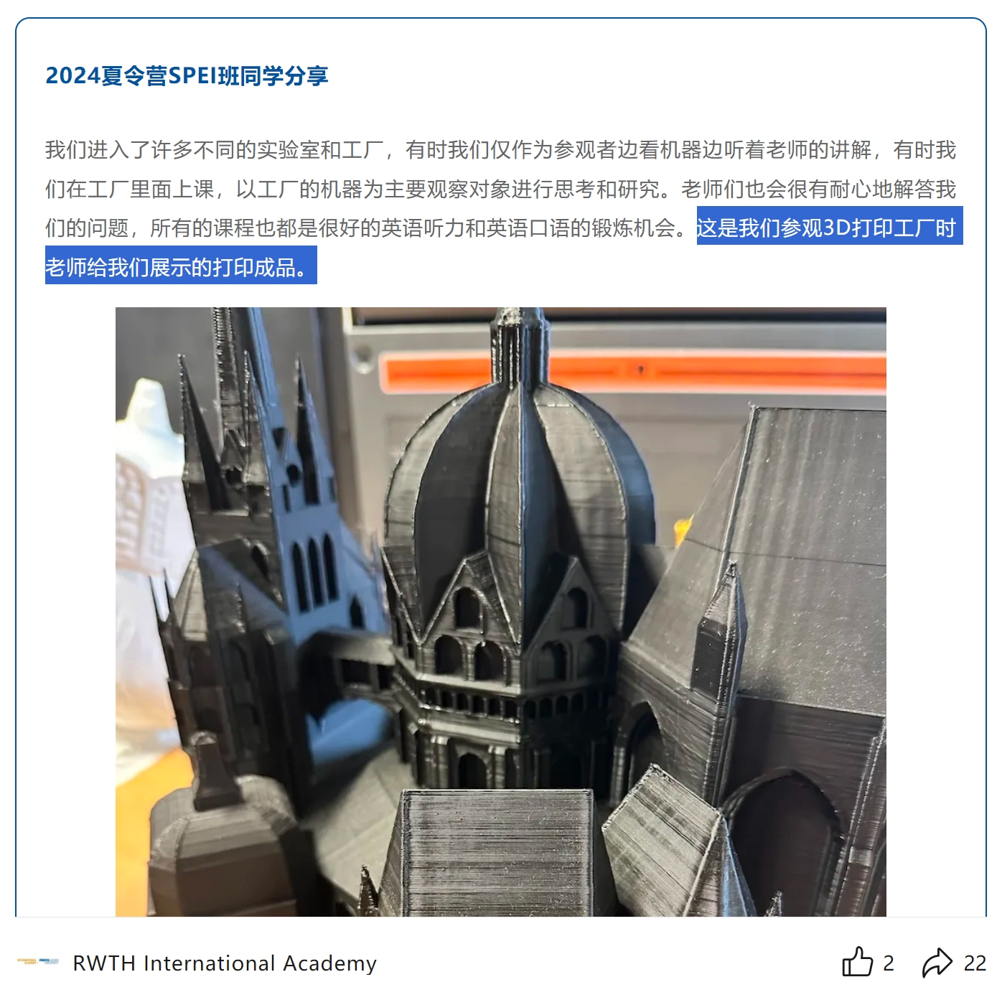 2024夏令营SPEI班同学分享
我们进入了许多不同的实验室和工厂，有时我们仅作为参观者边看机器边听着老师的讲解，有时我
们在工厂里面上课，以工厂的机器为主要观察对象进行思考和研究。老师们也会很有耐心地解答我
们的问题，所有的课程也都是很好的英语听力和英语口语的锻炼机会。这是我们参观3D打印工厂时
老师给我们展示的打印成品。
RWTH International Academy
2
22